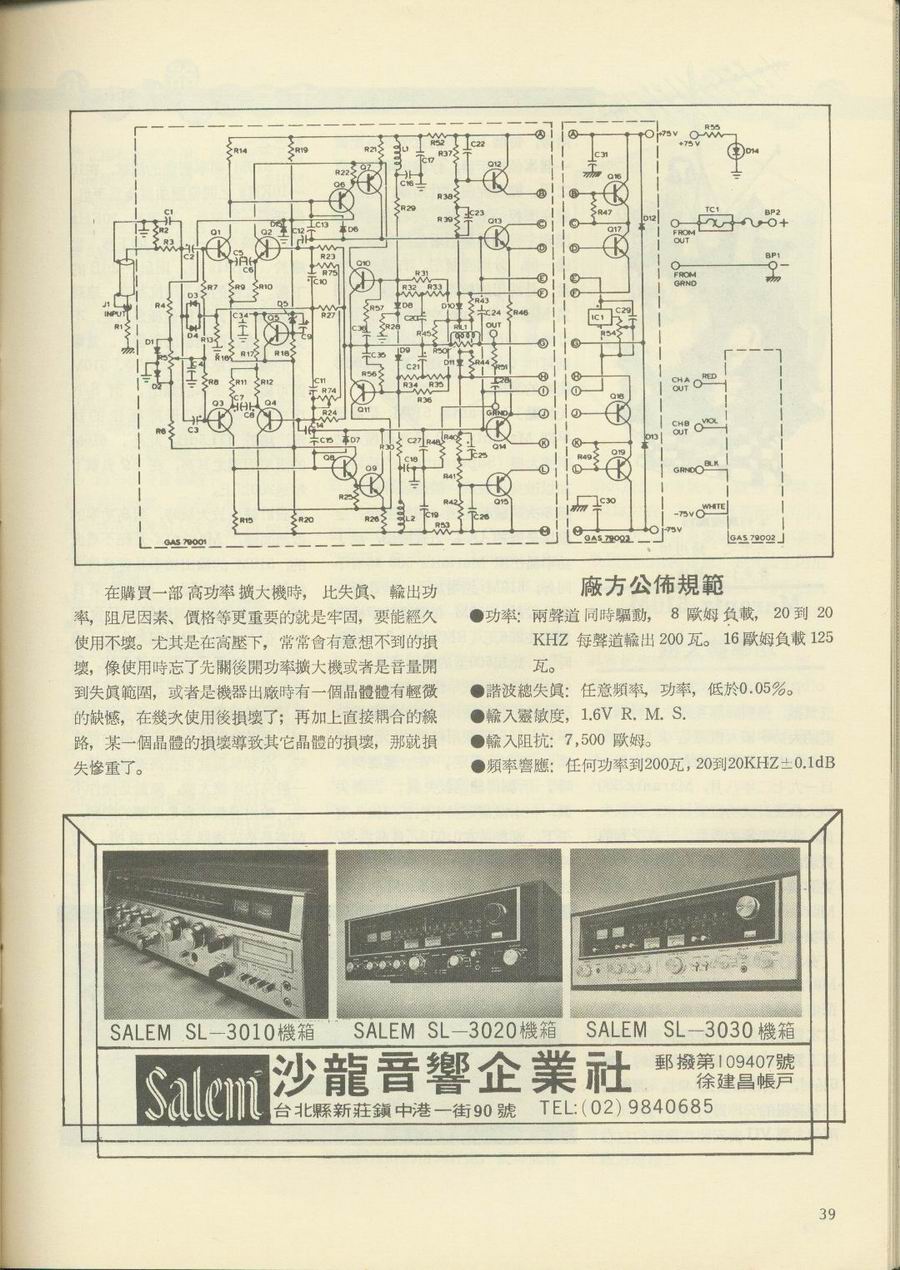 R14
R19
R21
L1
R52
R37
C22
C17
C16
R22
Q7
Q6
Q12
R38
R39
C23
R29
C1
R2
R3
C2
Q1
Q2
C12
C13
D6
Q13
C5
C6
R23
R75
C10
Q10
R31
R32
R33
J1
INPUT
R1
R4
R7
R9
R10
D3
D4
R13
C34
Q5
D5
C9
R27
R57
R28
D8
D10
R43
C24
R46
R45
RL1
OUT
R50
R16
R17
R18
C35
D9
C21
D11
R44
R51
D1
D2
R5
R8
R11
R12
C7
C8
Q3
Q4
C3
R6
C11
R74
R24
C14
C15
D7
R56
Q11
R34
R35
R36
GRND
Q14
R30
C18
C27
R48
R40
C25
R41
R42
C26
Q15
Q8
Q9
R25
R26
R15
R20
L2
C19
R53
GAS 79001
A
B
C
D
E
F
G
H
I
J
K
L
M
C31
Q16
R47
Q17
D12
IC1
C29
R54
Q18
R49
Q19
D13
C30
GAS 79003
+75V
-75V
R55
+75V
D14
TC1
BP2
+
FROM
OUT
BP1
-
FROM
GRND
CH A
OUT
RED
CH B
OUT
VIOL
GRND
BLK
-75V
WHITE
GAS 79002
在購買一部高功率擴大機時，比失眞、輸出功
率，阻尼因素、價格等更重要的就是牢固，要能經久
使用不壞。尤其是在高壓下，常常會有意想不到的損
壞，像使用時忘了先關後開功率擴大機或者是音量開
到失眞範圍，或者是機器出廠時有一個晶體體有輕微
的缺憾，在幾次使用後損壞了；再加上直接耦合的線
路，某一個晶體的損壞導致其它晶體的損壞，那就損
失慘重了。
廠方公佈規範
●功率：兩聲道同時驅動，8歐姆負載，20到20
KHZ 每聲道輸出200瓦。16歐姆負載125
瓦。
●諧波總失眞：任意頻率，功率，低於0.05％。
●輸入靈敏度，1.6V R. M. S.
●輸入阻抗：7,500 歐姆。
●頻率響應：任何功率到200瓦，20到20KHZ±0.1dB
SALEM SL—3010機箱
SALEM SL—3020機箱
SALEM SL—3030機箱
Salem
沙龍音響企業社
郵撥第109407號
徐建昌帳戶
台北縣新莊鎮中港一街90號 TEL:(02)9840685
39